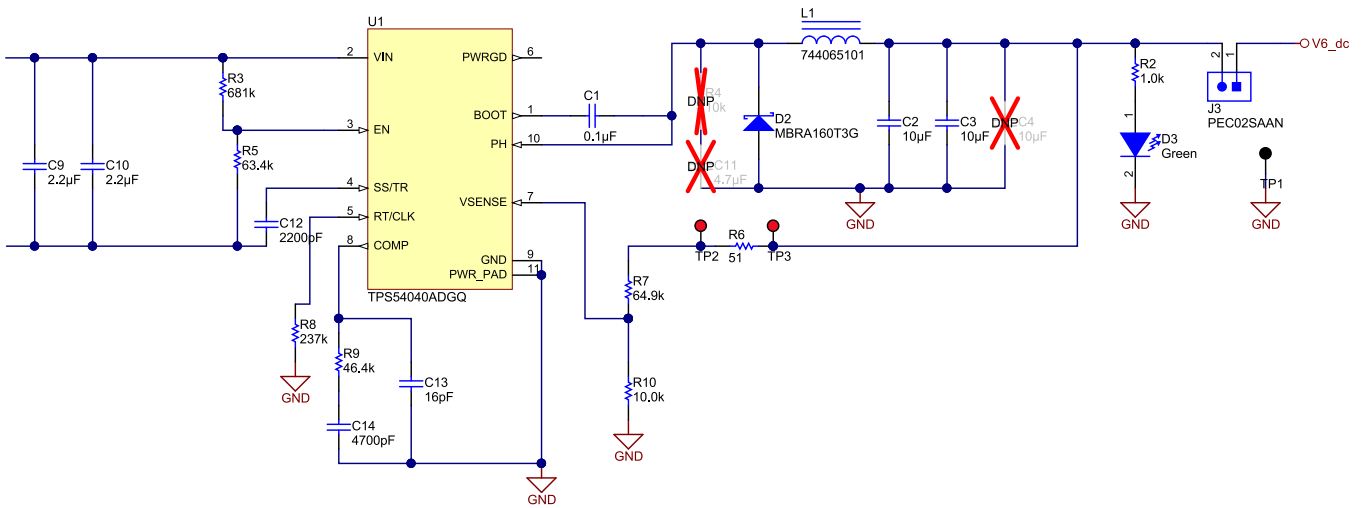 U1
L1
744065101
2
VIN
PWRGD
6
R3
681k
BOOT
1
C1
0.1µF
3
EN
PH
10
R5
63.4k
C9
2.2µF
C10
2.2µF
4
SS/TR
VSENSE
7
5
RT/CLK
C12
2200pF
8
COMP
GND
9
PWR_PAD
11
TPS54040ADGQ
R4
DNP
10k
DNP
C11
4.7µF
D2
MBRA160T3G
C2
10µF
C3
10µF
DNP
C4
10µF
GND
R2
1.0k
1
D3
Green
2
GND
2
1
V6_dc
J3
PEC02SAAN
TP1
GND
TP2
R6
51
TP3
R7
64.9k
R10
10.0k
GND
R8
237k
GND
R9
46.4k
C13
16pF
C14
4700pF
GND